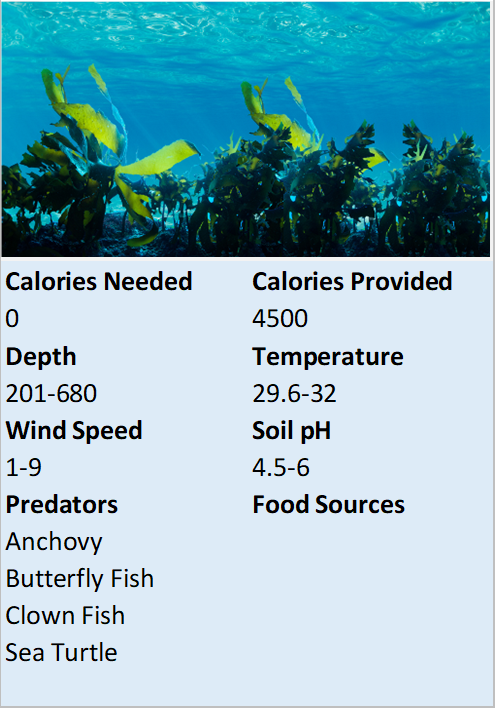 Calories Needed Calories Provided
0 4500
Depth Temperature
201-680 29.6-32
Wind Speed Soil pH
1-9 4.5-6
Predators Food Sources
Anchovy
Butterfly Fish
Clown Fish
Sea Turtle